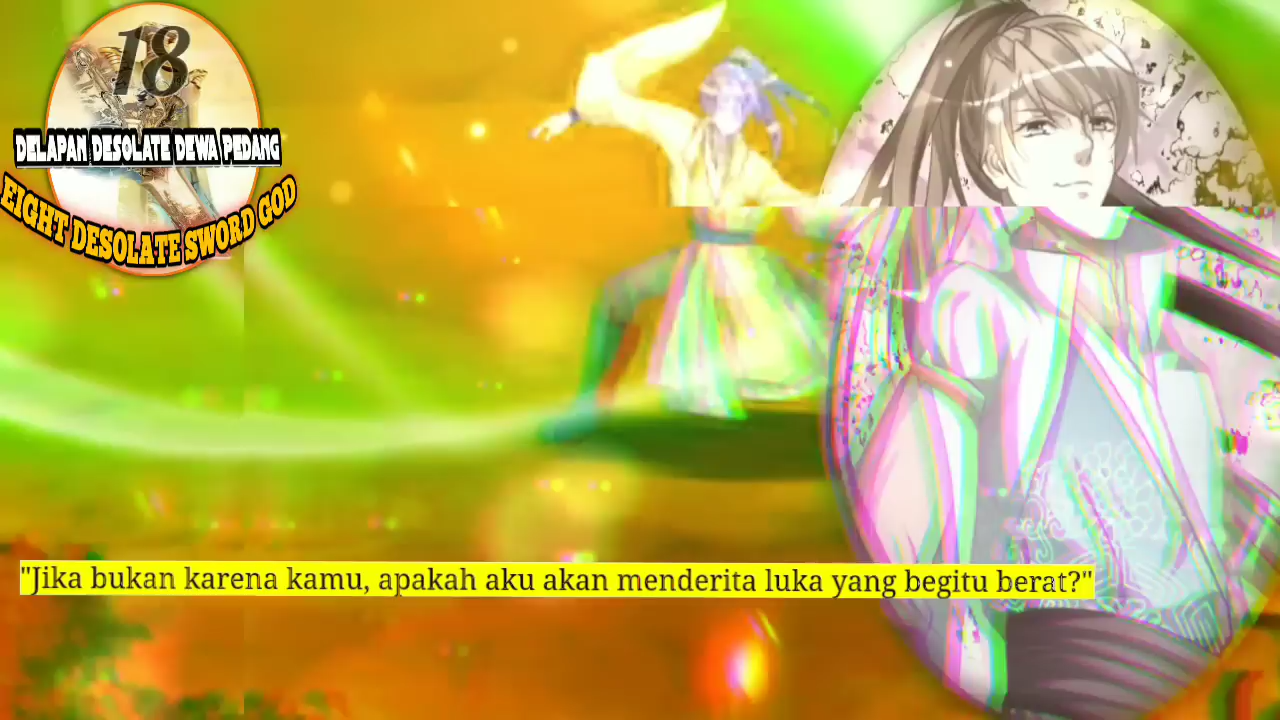 18
DELAPAN DESOLATE DEWA PEDANG
EIGHT DESOLATE SWORD GOD
"Jika bukan karena kamu, apakah aku akan menderita luka yang begitu berat?"